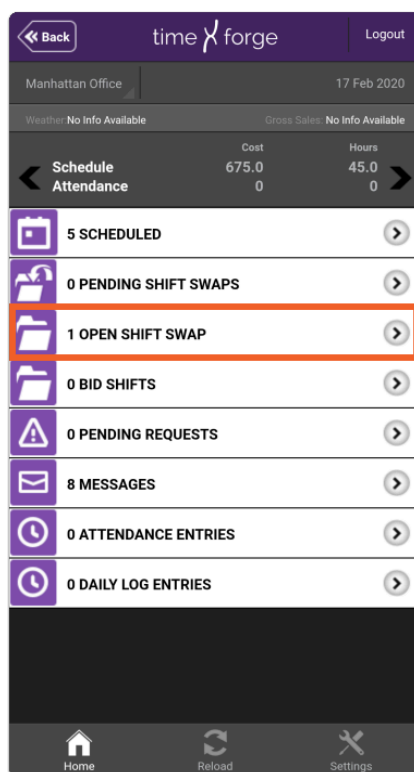 Back time forge Logout
Manhattan Office 17 Feb 2020
Weather: No Info Available Gross Sales: No Info Available
Cost Hours
Schedule 675.0 45.0
Attendance 0 0
5 SCHEDULED
0 PENDING SHIFT SWAPS
1 OPEN SHIFT SWAP
0 BID SHIFTS
0 PENDING REQUESTS
8 MESSAGES
0 ATTENDANCE ENTRIES
0 DAILY LOG ENTRIES
Home Reload Settings